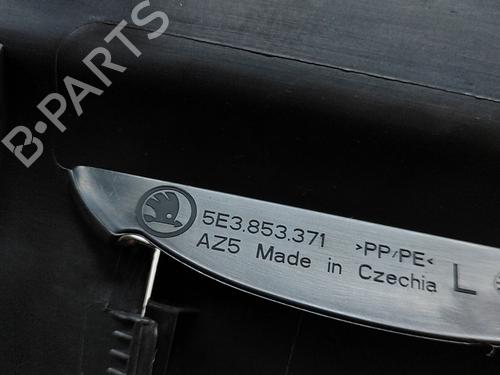 B-PARTS
5E3.853.371 >PP/PE<
AZ5 Made in Czechia L